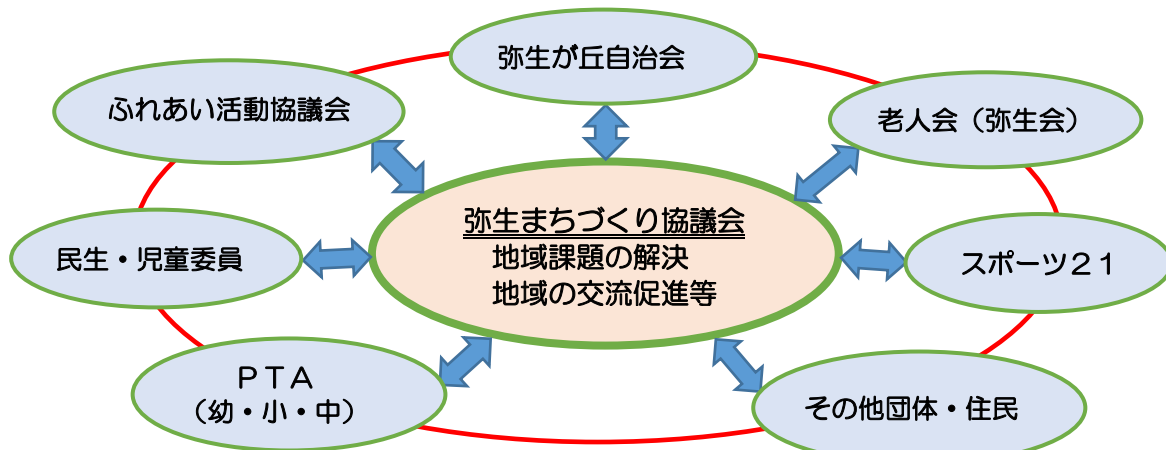 弥生が丘自治会
ふれあい活動協議会
老人会（弥生会）
弥生まちづくり協議会
地域課題の解決
地域の交流促進等
民生・児童委員
スポーツ２１
ＰＴＡ
（幼・小・中）
その他団体・住民